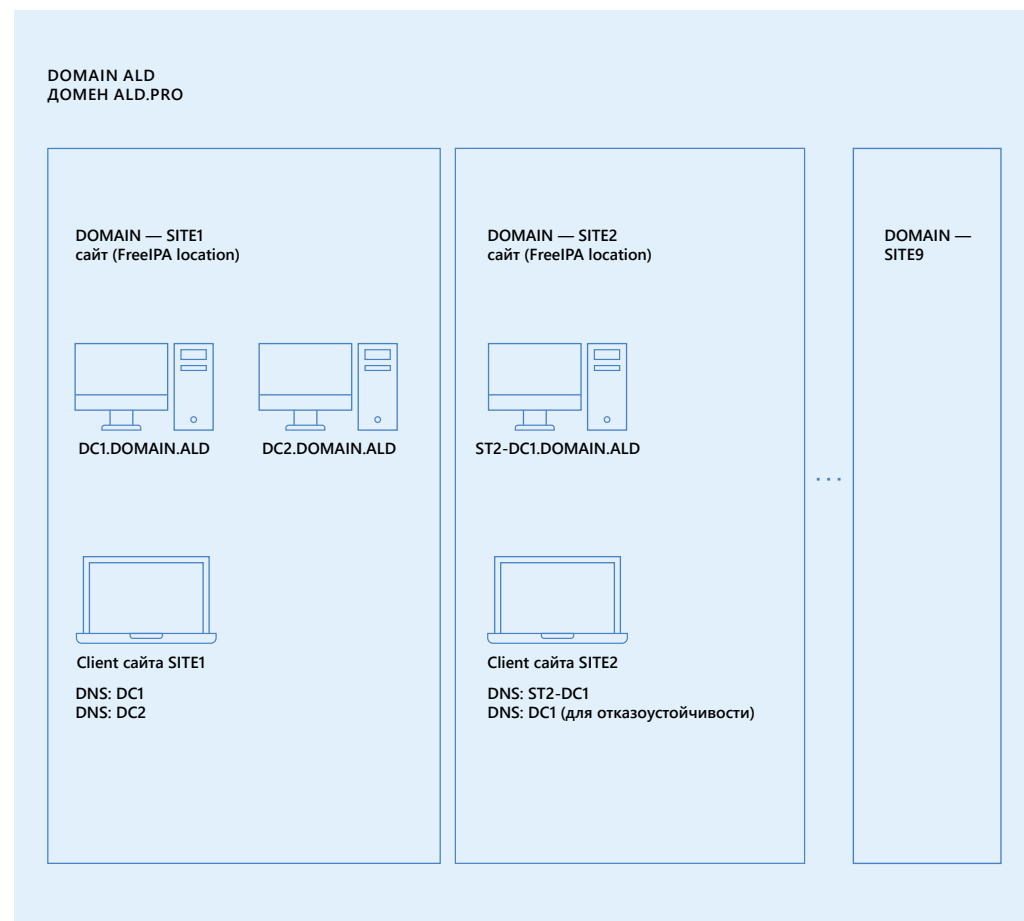 DOMAIN ALD
ДОМЕН ALD.PRO
DOMAIN — SITE1
сайт (FreeIPA location)
DC1.DOMAIN.ALD
DC2.DOMAIN.ALD
Client сайта SITE1
DNS: DC1
DNS: DC2
DOMAIN — SITE2
сайт (FreeIPA location)
ST2-DC1.DOMAIN.ALD
Client сайта SITE2
DNS: ST2-DC1
DNS: DC1 (для отказоустойчивости)
...
DOMAIN —
SITE9